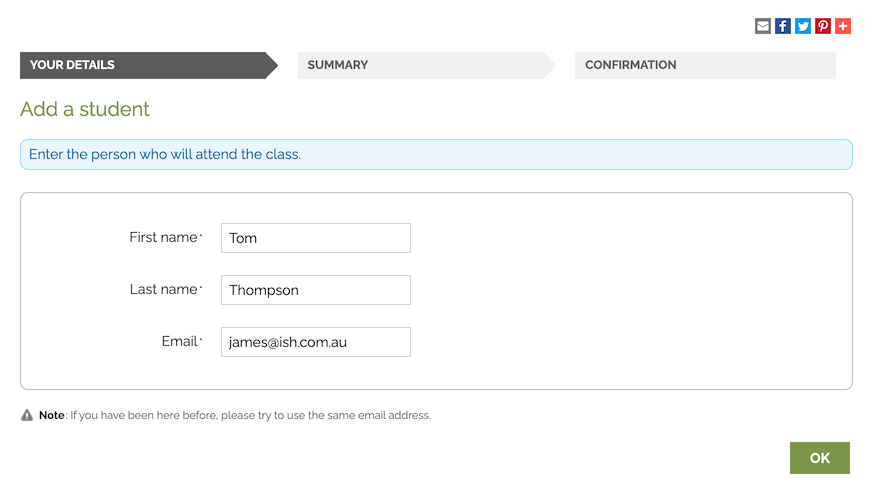 YOUR DETAILS
SUMMARY
CONFIRMATION
Add a student
Enter the person who will attend the class.
First name*
Tom
Last name*
Thompson
Email*
james@ish.com.au
Note: If you have been here before, please try to use the same email address.
OK